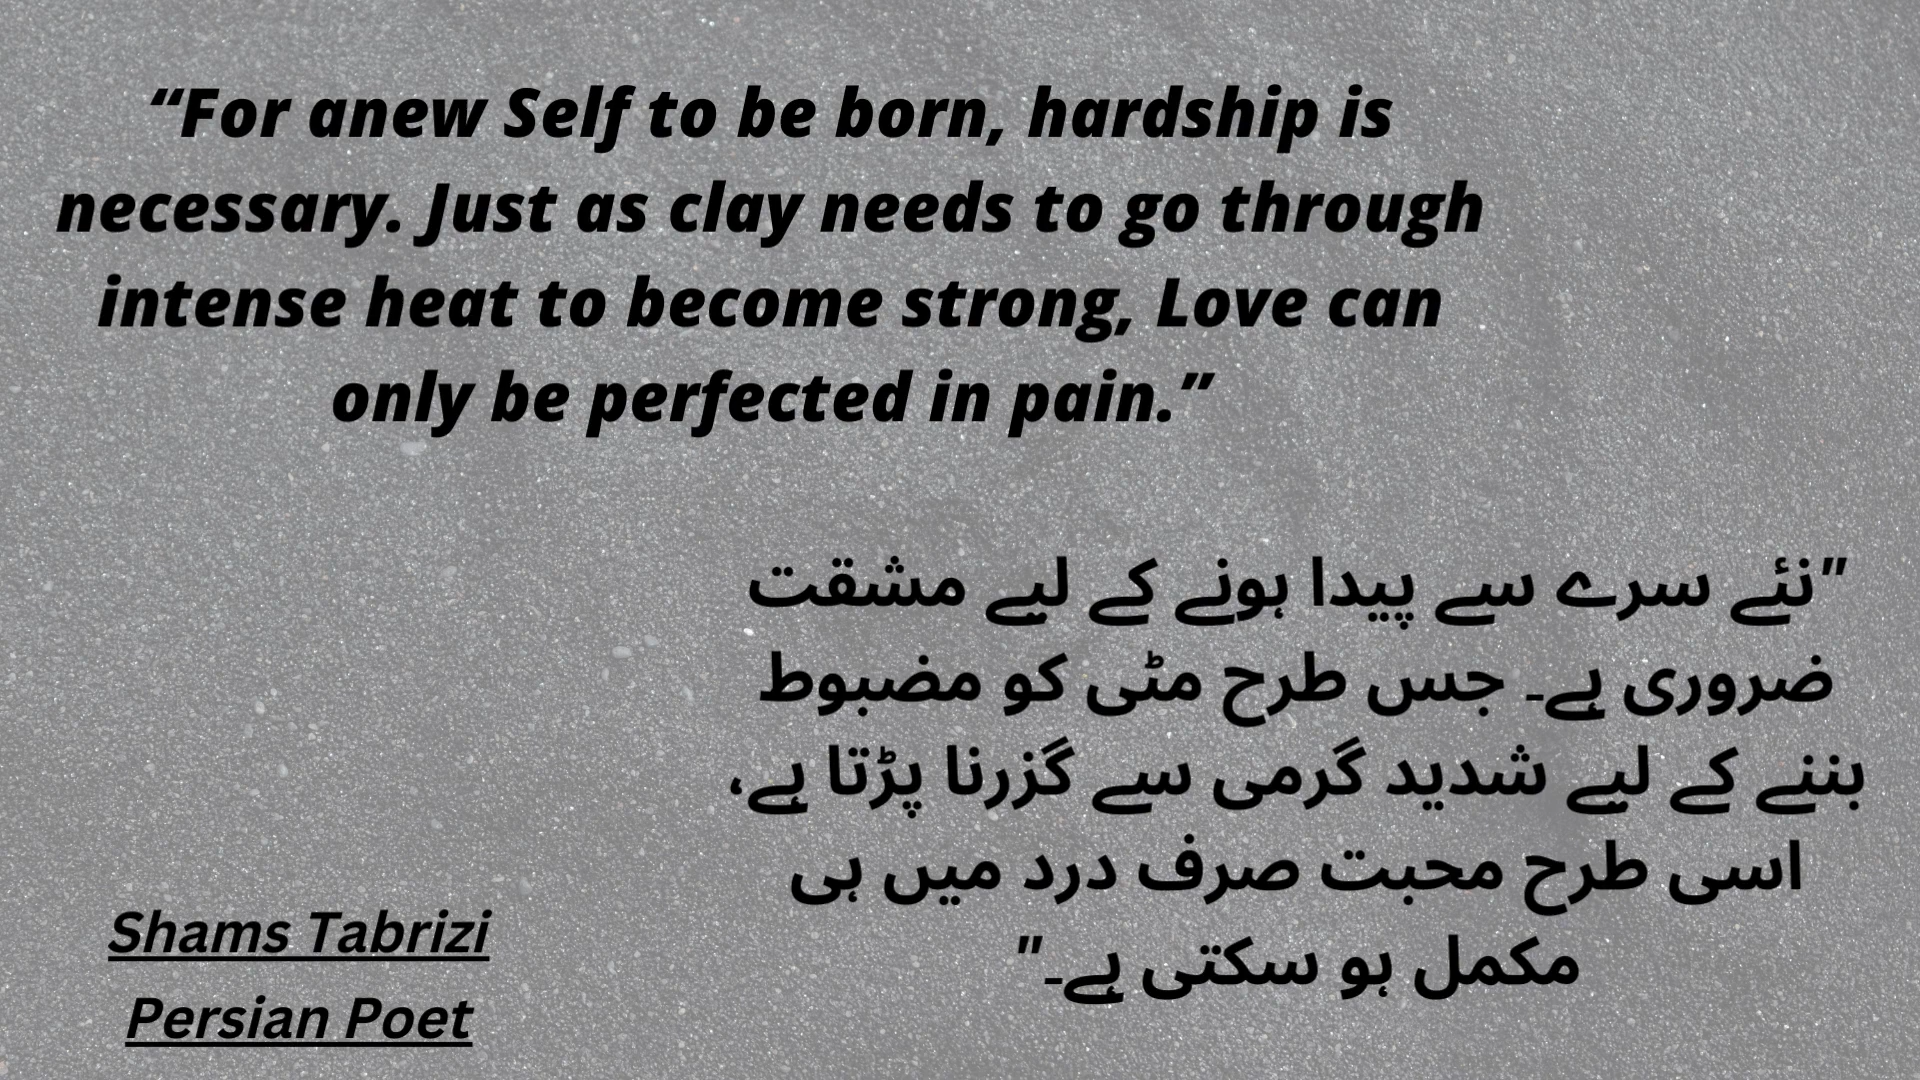 “For anew Self to be born, hardship is
necessary. Just as clay needs to go through
intense heat to become strong, Love can
only be perfected in pain.”
"نئے سرے سے پیدا ہونے کے لیے مشقت
ضروری ہے۔ جس طرح مٹی کو مضبوط
بننے کے لیے شدید گرمی سے گزرنا پڑتا ہے،
اسی طرح محبت صرف درد میں ہی
مکمل ہو سکتی ہے۔"
Shams Tabrizi
Persian Poet